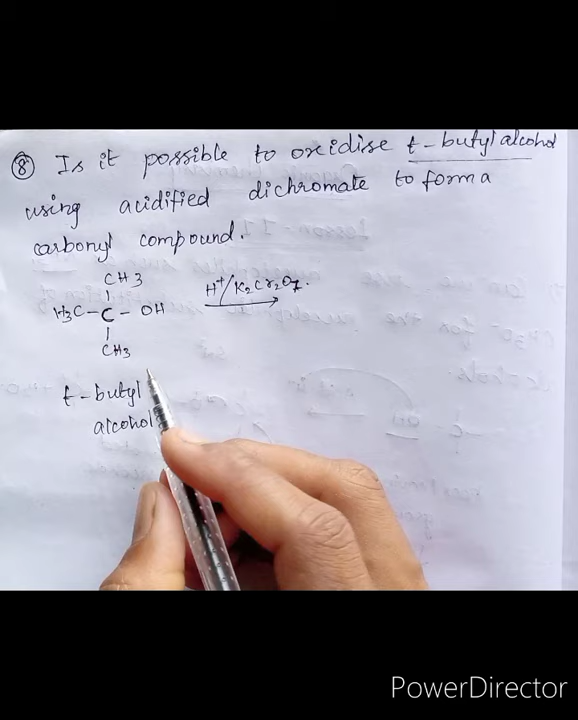 ⑧ Is it possible to oxidise t-butyl alcohol
using acidified dichromate to form a
carbonyl compound.
CH3
H3C-C-OH H+/K2Cr2O7.
CH3
t-butyl
alcohol
PowerDirector